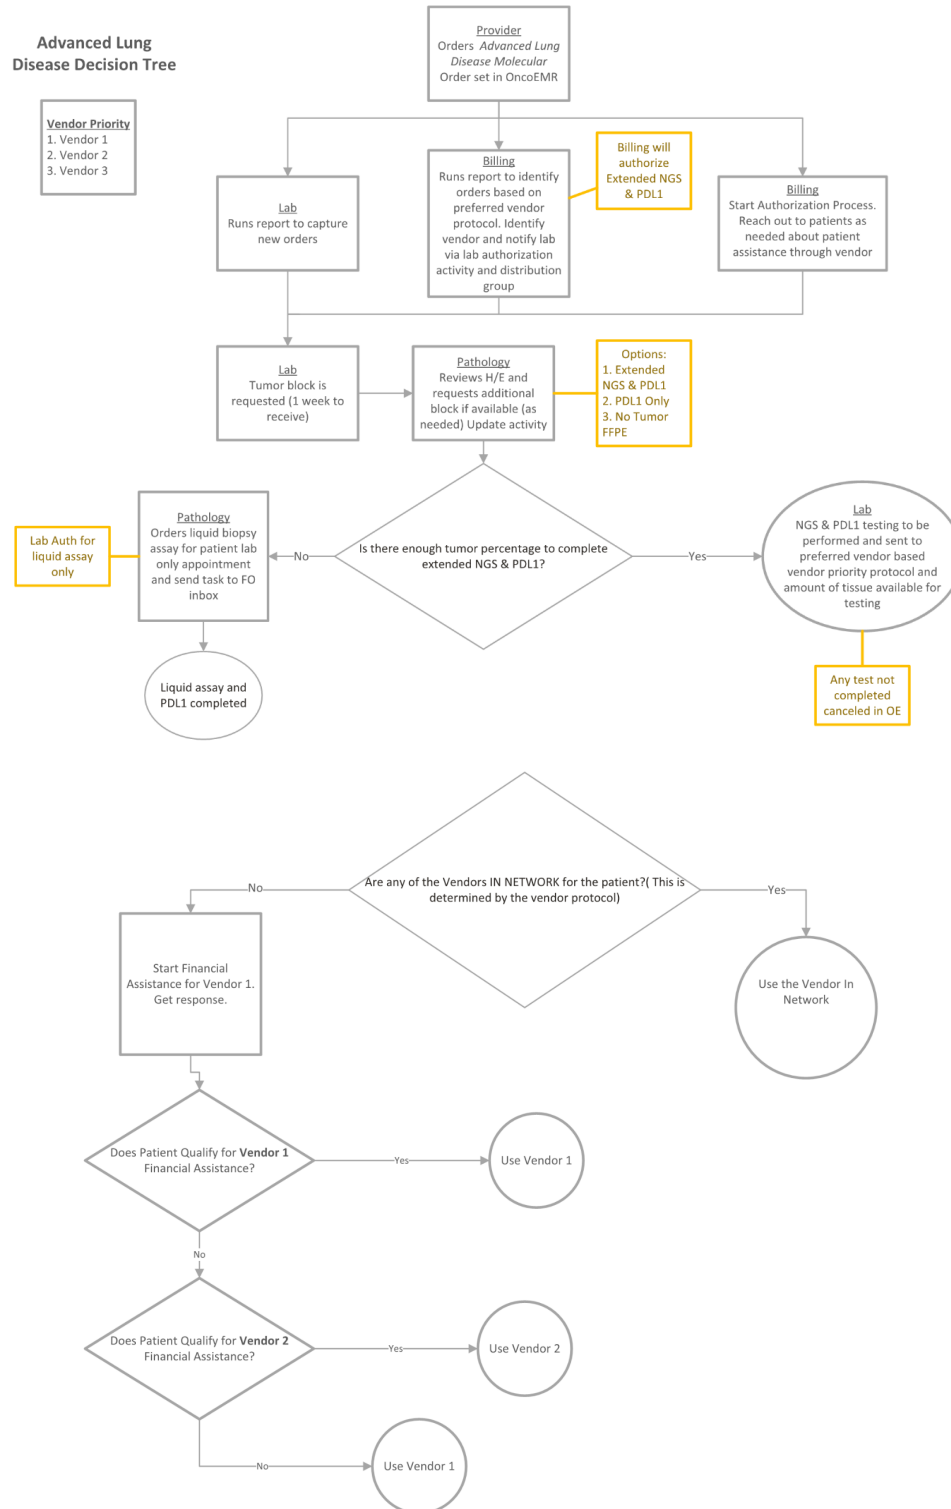 Advanced Lung
Disease Decision Tree
Vendor Priority
1. Vendor 1
2. Vendor 2
3. Vendor 3
Provider
Orders Advanced Lung
Disease Molecular
Order set in OncoEMR
Lab
Runs report to capture
new orders
Billing
Runs report to identify
orders based on
preferred vendor
protocol. Identify
vendor and notify lab
via lab authorization
activity and distribution
group
Billing will
authorize
Extended NGS
& PDL1
Billing
Start Authorization Process.
Reach out to patients as
needed about patient
assistance through vendor
Lab
Tumor block is
requested (1 week to
receive)
Pathology
Reviews H/E and
requests additional
block if available (as
needed) Update activity
Options:
1. Extended
NGS & PDL1
2. PDL1 Only
3. No Tumor
FFPE
Lab Auth for
liquid assay
only
Pathology
Orders liquid biopsy
assay for patient lab
only appointment
and send task to FO
inbox
No
Is there enough tumor percentage to complete
extended NGS & PDL1?
Yes
Lab
NGS & PDL1 testing to be
performed and sent to
preferred vendor based
vendor priority protocol and
amount of tissue available for
testing
Liquid assay and
PDL1 completed
Any test not
completed
canceled in OE
No
Are any of the Vendors IN NETWORK for the patient?( This is
determined by the vendor protocol)
Yes
Start Financial
Assistance for Vendor 1.
Get response.
Use the Vendor In
Network
Does Patient Qualify for Vendor 1
Financial Assistance?
Yes
Use Vendor 1
No
Does Patient Qualify for Vendor 2
Financial Assistance?
Yes
Use Vendor 2
No
Use Vendor 1